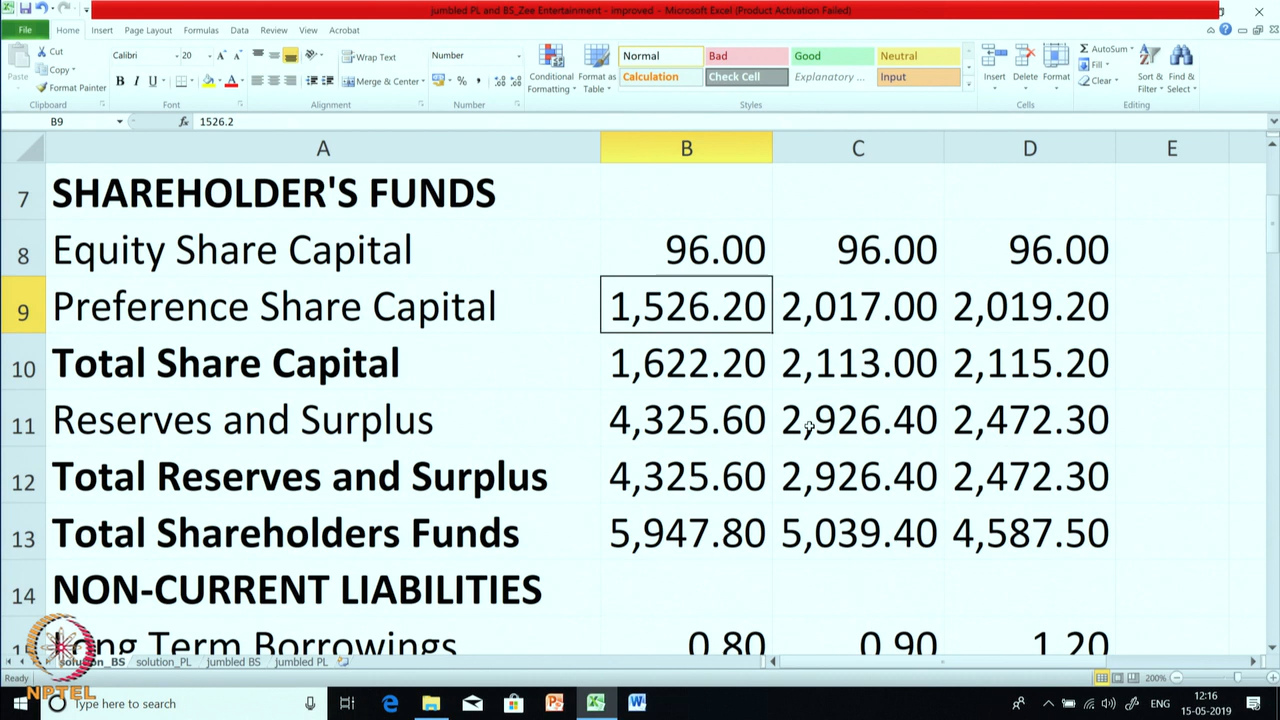 jumbled PL and BS_Zee Entertainment - improved - Microsoft Excel (Product Activation Failed)
File Home Insert Page Layout Formulas Data Review View Acrobat
Paste Cut Copy Format Painter Clipboard
Calibri 20 B I U Font
Wrap Text Merge & Center Alignment
Number % Number
Conditional Formatting Format as Table
Normal Bad Good Neutral
Calculation Check Cell Explanatory ... Input
Styles
Insert Delete Format Cells
AutoSum Fill Clear Sort & Filter Find & Select Editing
B9 fx 1526.2
A B C D E
7 SHAREHOLDER'S FUNDS
8 Equity Share Capital 96.00 96.00 96.00
9 Preference Share Capital 1,526.20 2,017.00 2,019.20
10 Total Share Capital 1,622.20 2,113.00 2,115.20
11 Reserves and Surplus 4,325.60 2,926.40 2,472.30
12 Total Reserves and Surplus 4,325.60 2,926.40 2,472.30
13 Total Shareholders Funds 5,947.80 5,039.40 4,587.50
14 NON-CURRENT LIABILITIES
Long Term Borrowings 0.80 0.90 1.20
solution_BS solution_PL jumbled BS jumbled PL
Ready 200%
NPTEL
Type here to search
ENG 12:16
15-05-2019